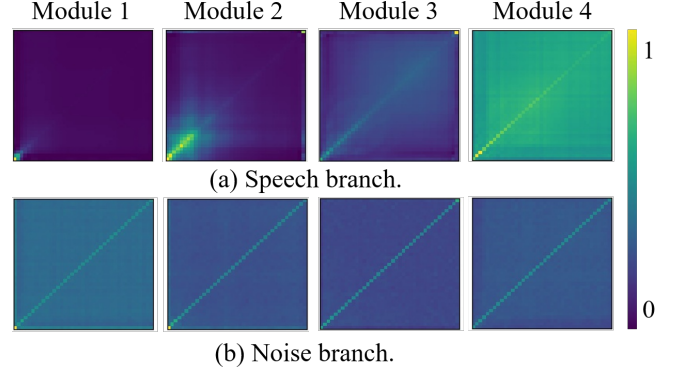 Module 1 Module 2 Module 3 Module 4
1
(a) Speech branch.
0
(b) Noise branch.